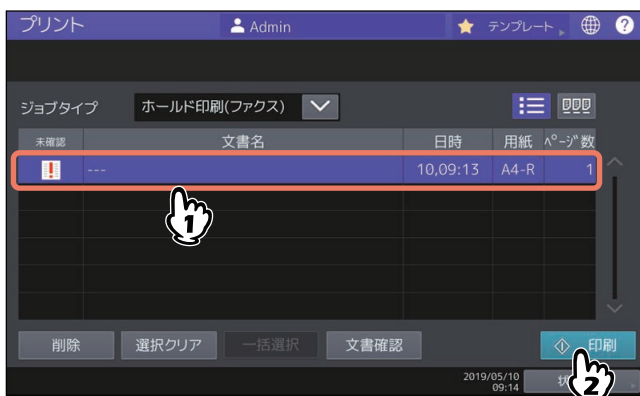 プリント Admin テンプレート ?
ジョブタイプ ホールド印刷(ファクス)
未確認 文書名 日時 用紙 ﾍﾟｰｼﾞ数
! --- 10,09:13 A4-R 1
1
削除 選択クリア 一括選択 文書確認 印刷
2019/05/10
09:14
2